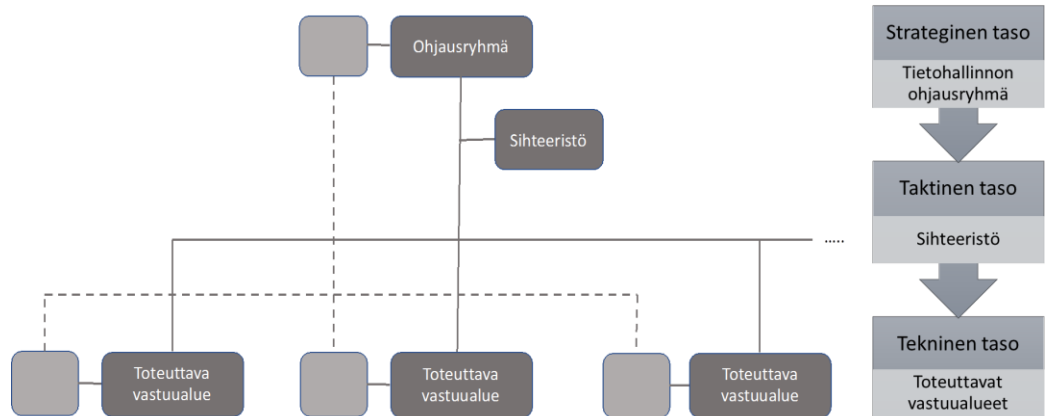 Ohjausryhmä
Sihteeristö
.....
Toteuttava
vastuualue
Toteuttava
vastuualue
Toteuttava
vastuualue
Strateginen taso
Tietohallinnon
ohjausryhmä
Taktinen taso
Sihteeristö
Tekninen taso
Toteuttavat
vastuualueet